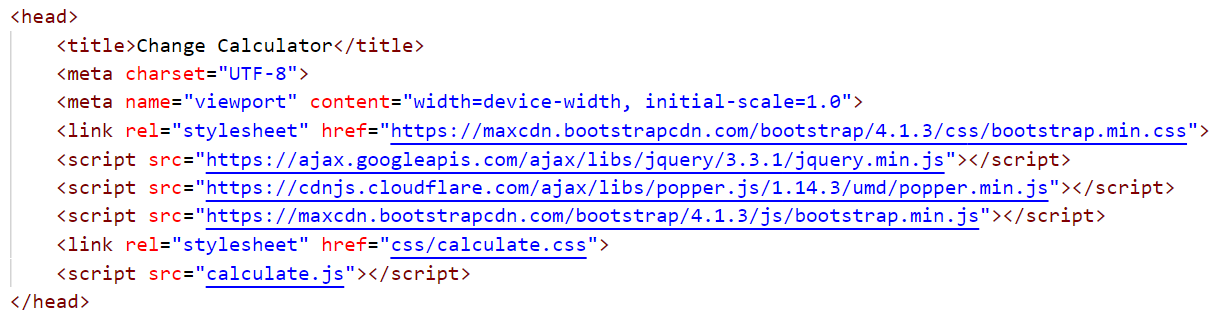 <head>
<title>Change Calculator</title>
<meta charset="UTF-8">
<meta name="viewport" content="width=device-width, initial-scale=1.0">
<link rel="stylesheet" href="https://maxcdn.bootstrapcdn.com/bootstrap/4.1.3/css/bootstrap.min.css">
<script src="https://ajax.googleapis.com/ajax/libs/jquery/3.3.1/jquery.min.js"></script>
<script src="https://cdnjs.cloudflare.com/ajax/libs/popper.js/1.14.3/umd/popper.min.js"></script>
<script src="https://maxcdn.bootstrapcdn.com/bootstrap/4.1.3/js/bootstrap.min.js"></script>
<link rel="stylesheet" href="css/calculate.css">
<script src="calculate.js"></script>
</head>